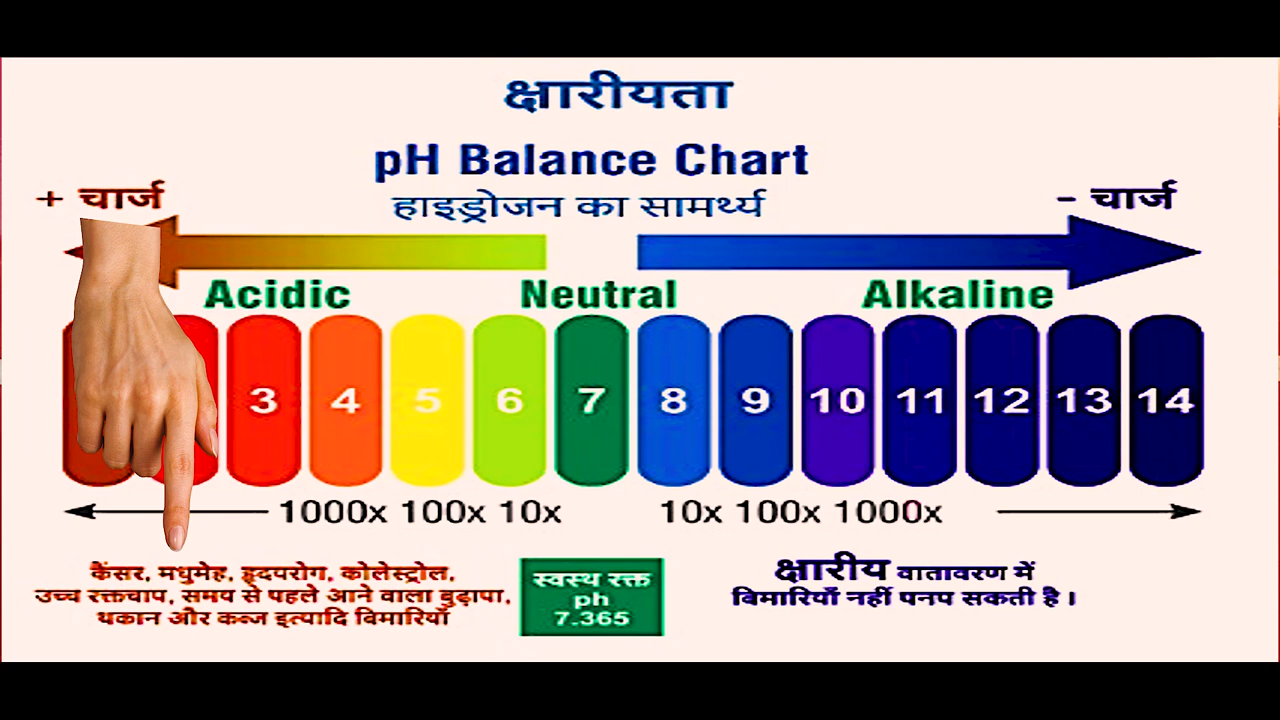 क्षारीयता
pH Balance Chart
+ चार्ज
हाइड्रोजन का सामर्थ्य
- चार्ज
Acidic
Neutral
Alkaline
3 4 5 6 7 8 9 10 11 12 13 14
1000x 100x 10x
10x 100x 1000x
कैंसर, मधुमेह, हृदपरोग, कोलेस्ट्रोल,
उच्च रक्तचाप, समय से पहले आने वाला बुढ़ापा,
थकान और कब्ज इत्यादि बिमारियाँ
स्वस्थ रक्त
ph
7.365
क्षारीय वातावरण में
बिमारियाँ नहीं पनप सकती है ।